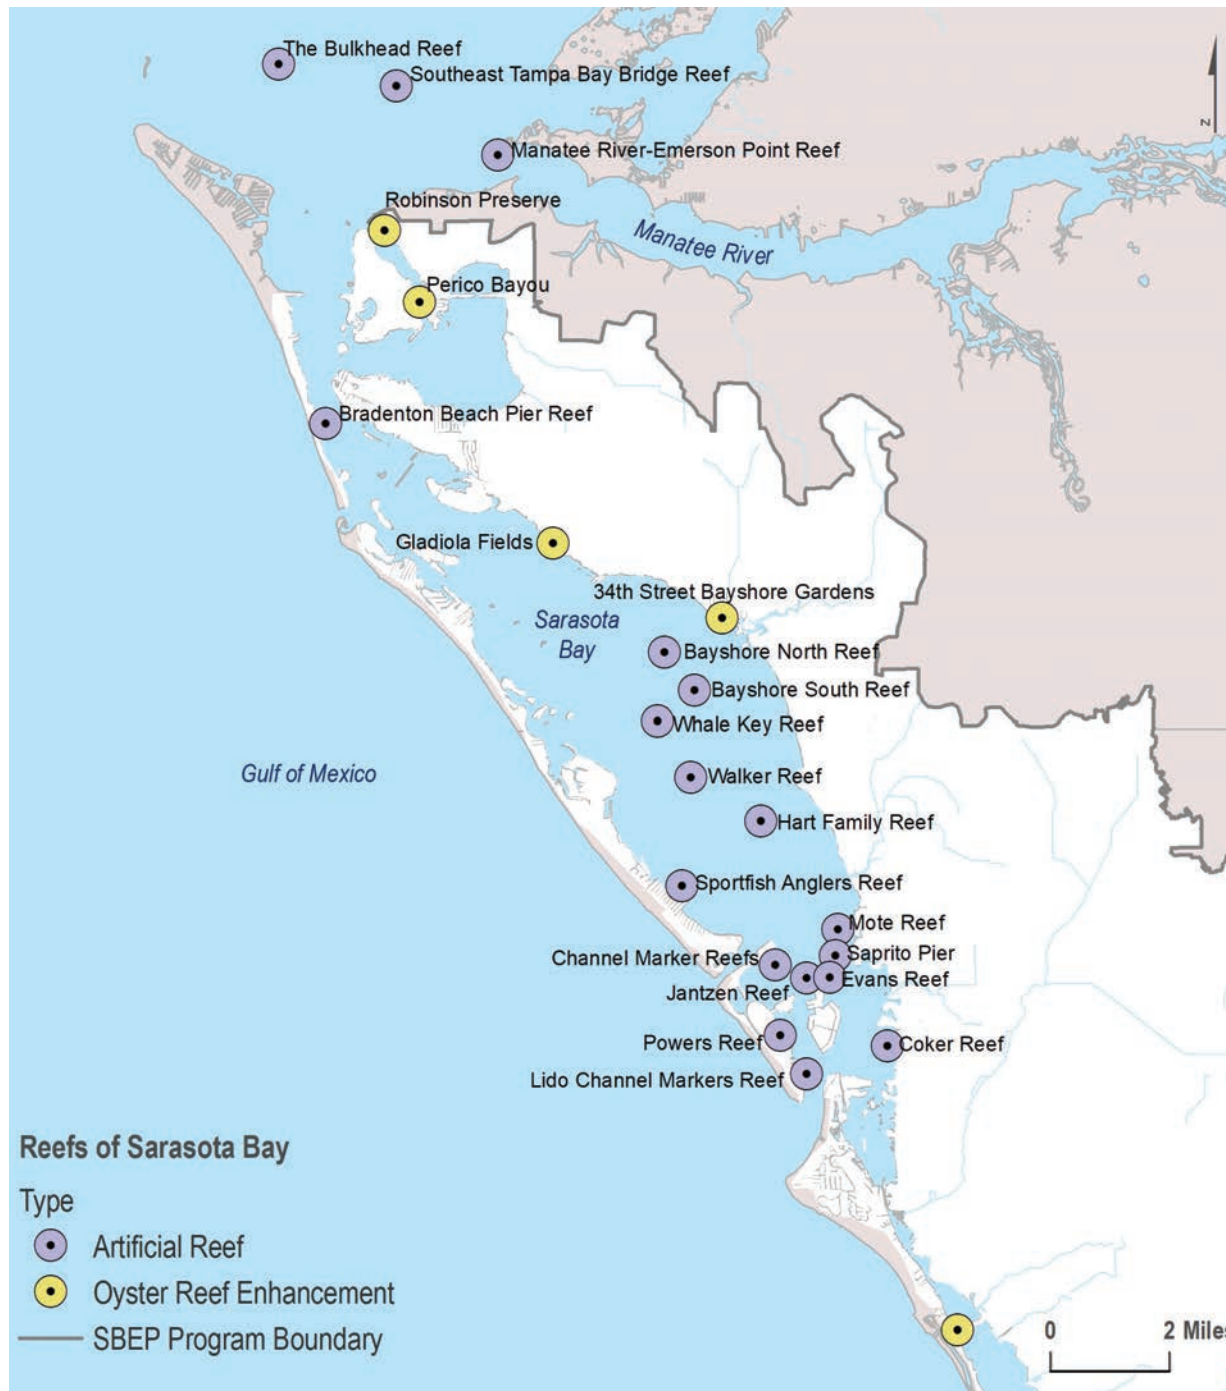 The Bulkhead Reef
Southeast Tampa Bay Bridge Reef
N
Manatee River-Emerson Point Reef
Robinson Preserve
Manatee River
Perico Bayou
Bradenton Beach Pier Reef
Gladiola Fields
34th Street Bayshore Gardens
Sarasota
Bay
Bayshore North Reef
Bayshore South Reef
Whale Key Reef
Gulf of Mexico
Walker Reef
Hart Family Reef
Sportfish Anglers Reef
Mote Reef
Saprito Pier
Channel Marker Reefs
Evans Reef
Jantzen Reef
Powers Reef
Coker Reef
Lido Channel Markers Reef
Reefs of Sarasota Bay
Type
Artificial Reef
Oyster Reef Enhancement
SBEP Program Boundary
0 2 Miles